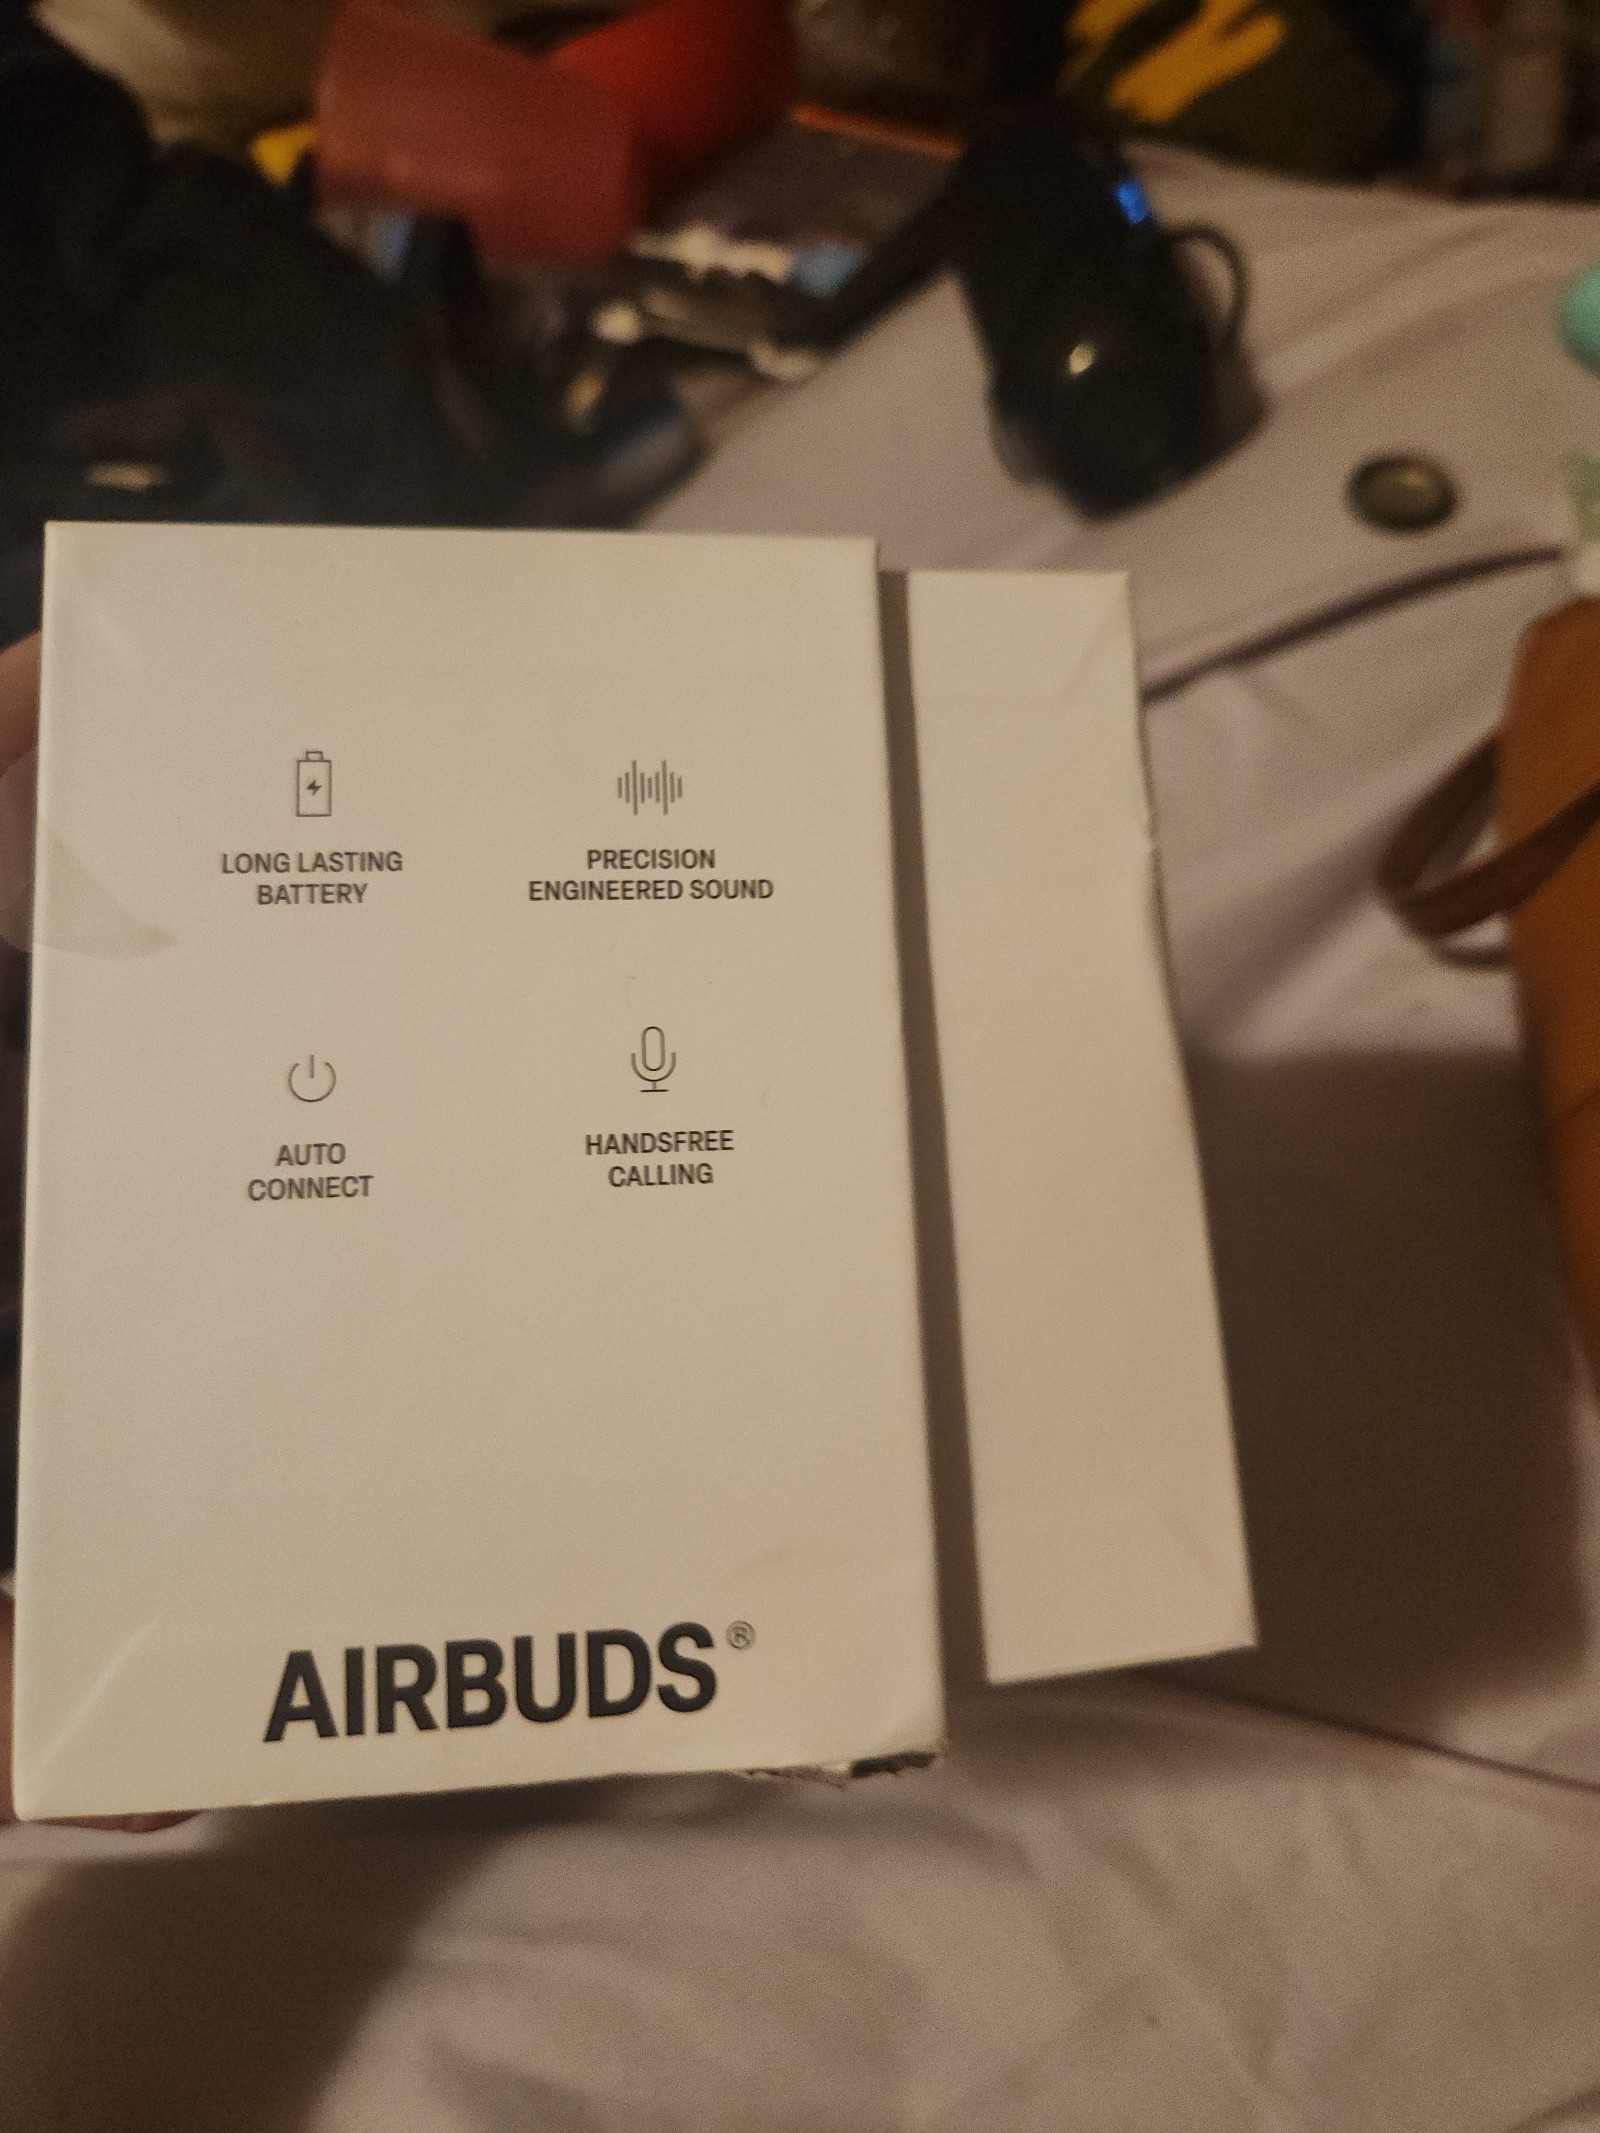 LONG LASTING
BATTERY
PRECISION
ENGINEERED SOUND
AUTO
CONNECT
HANDSFREE
CALLING
AIRBUDS®